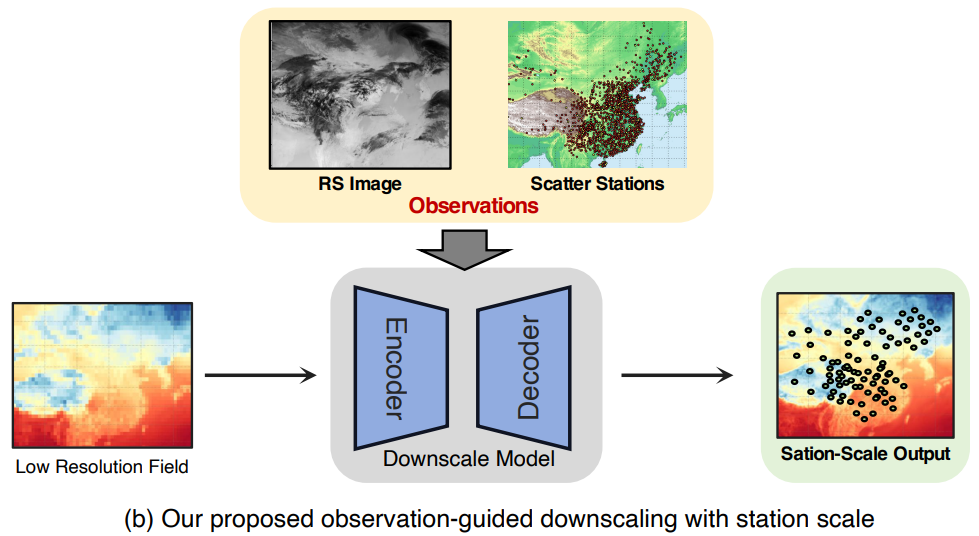 RS Image
Scatter Stations
Observations
Encoder
Decoder
Low Resolution Field
Downscale Model
Sation-Scale Output
(b) Our proposed observation-guided downscaling with station scale